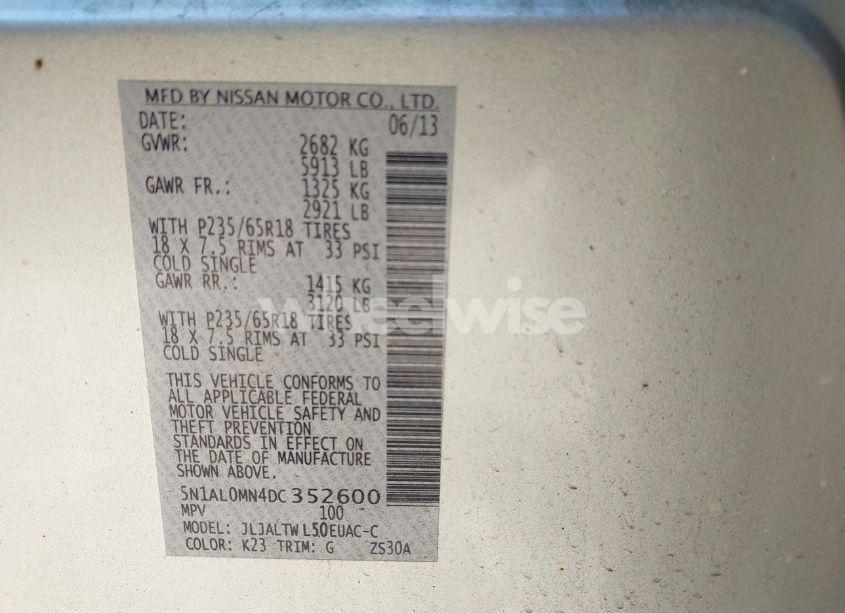 MFD BY NISSAN MOTOR CO., LTD.
DATE: 06/13
GVWR: 2682 KG
5913 LB
GAWR FR.: 1325 KG
2921 LB
WITH P235/65R18 TIRES
18 X 7.5 RIMS AT 33 PSI
COLD SINGLE
GAWR RR.: 1415 KG
3120 LB
WITH P235/65R18 TIRES
18 X 7.5 RIMS AT 33 PSI
COLD SINGLE
THIS VEHICLE CONFORMS TO
ALL APPLICABLE FEDERAL
MOTOR VEHICLE SAFETY AND
THEFT PREVENTION
STANDARDS IN EFFECT ON
THE DATE OF MANUFACTURE
SHOWN ABOVE.
5N1AL0MN4DC352600
MPV 100
MODEL: JLJALTWL50EUAC-C
COLOR: K23 TRIM: G ZS30A
wheelwise